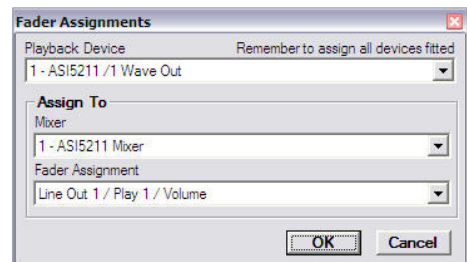 Fader Assignments
Playback Device Remember to assign all devices fitted
1 - ASI5211 /1 Wave Out
Assign To
Mixer
1 - ASI5211 Mixer
Fader Assignment
Line Out 1 / Play 1 / Volume
OK Cancel